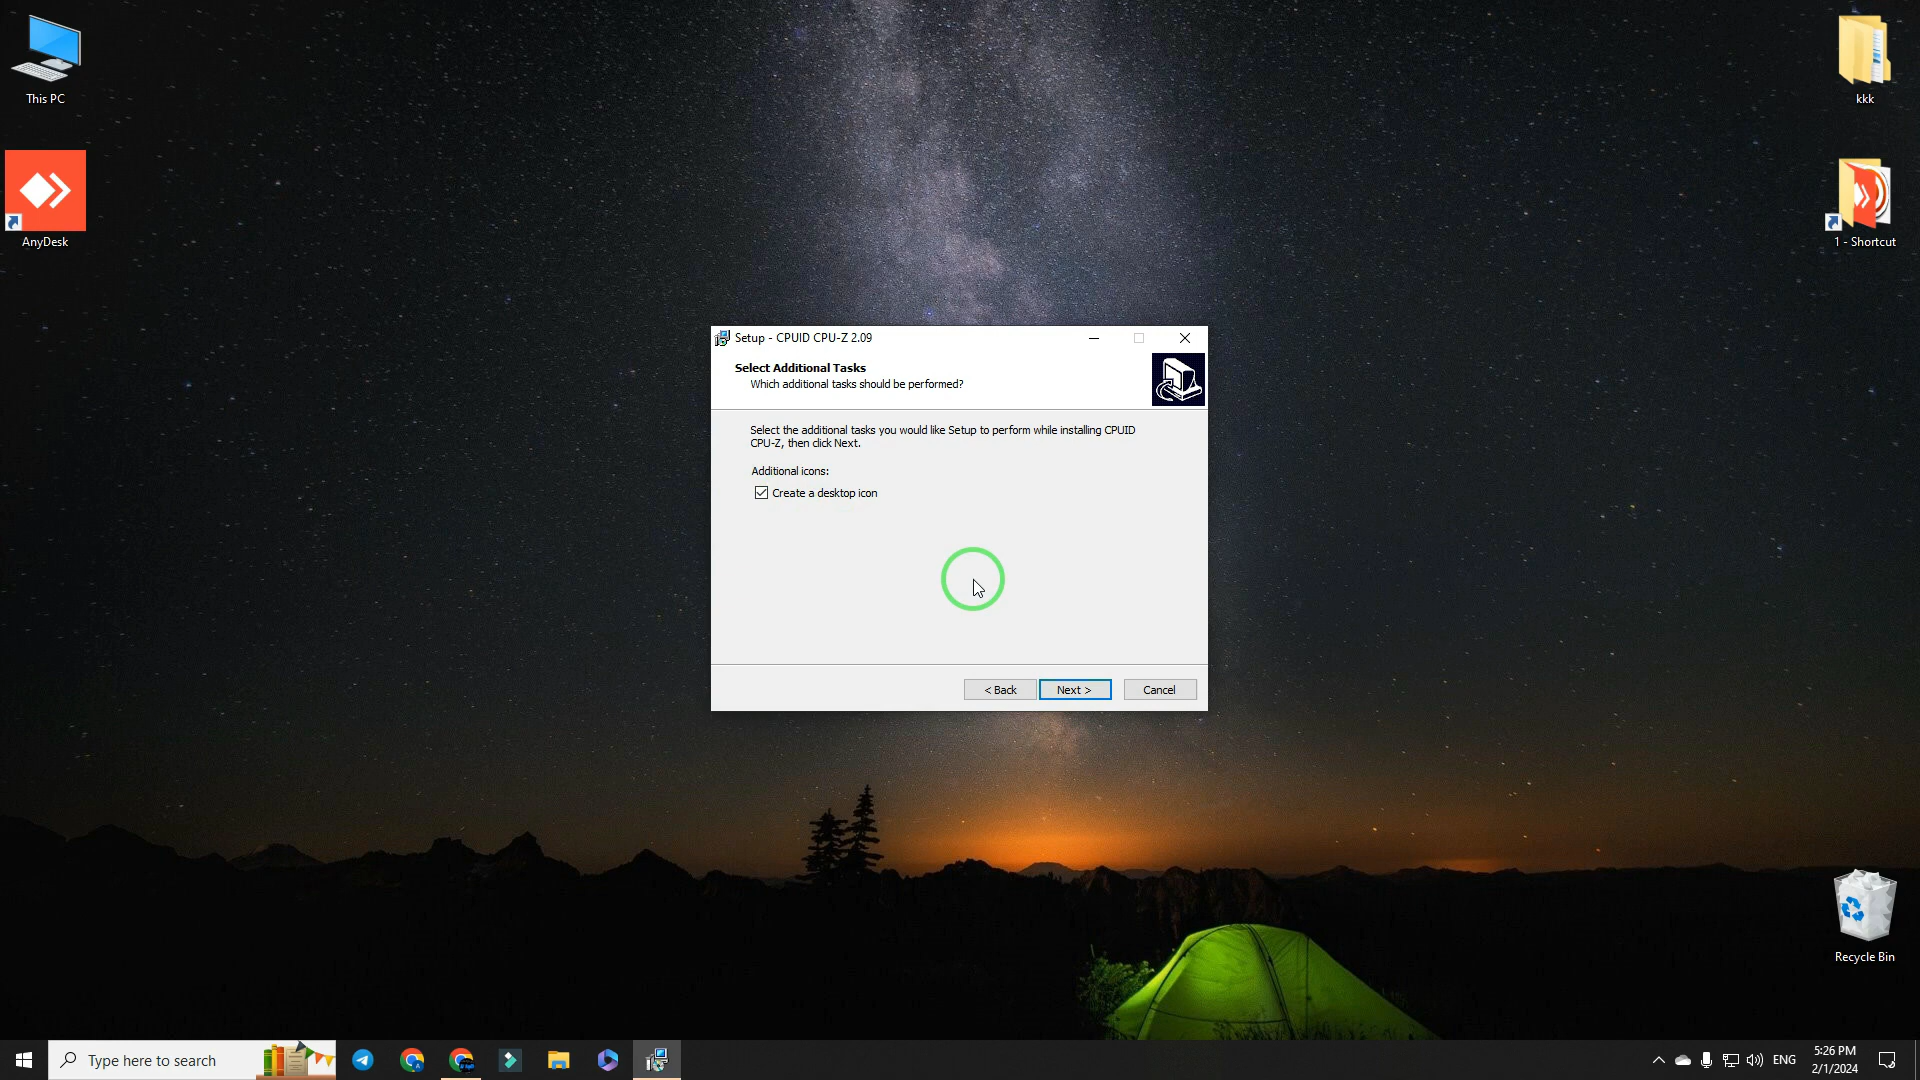 This PC
AnyDesk
kkk
1 - Shortcut
Recycle Bin
Setup - CPUID CPU-Z 2.09
Select Additional Tasks
Which additional tasks should be performed?
Select the additional tasks you would like Setup to perform while installing CPUID
CPU-Z, then click Next.
Additional icons:
Create a desktop icon
< Back
Next >
Cancel
Type here to search
ENG
5:26 PM
2/1/2024